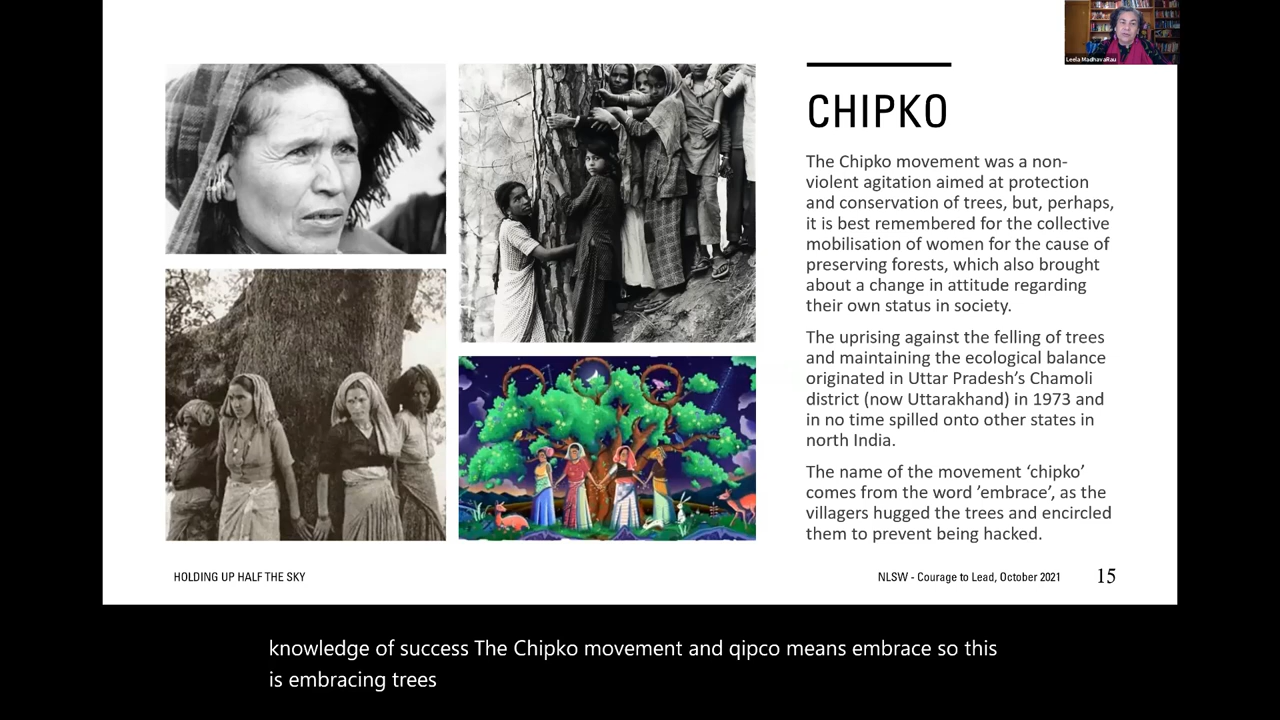 Leela MadhavaRau
CHIPKO
The Chipko movement was a non-
violent agitation aimed at protection
and conservation of trees, but, perhaps,
it is best remembered for the collective
mobilisation of women for the cause of
preserving forests, which also brought
about a change in attitude regarding
their own status in society.
The uprising against the felling of trees
and maintaining the ecological balance
originated in Uttar Pradesh’s Chamoli
district (now Uttarakhand) in 1973 and
in no time spilled onto other states in
north India.
The name of the movement ‘chipko’
comes from the word ’embrace’, as the
villagers hugged the trees and encircled
them to prevent being hacked.
HOLDING UP HALF THE SKY
NLSW - Courage to Lead, October 2021
15
knowledge of success The Chipko movement and qipco means embrace so this
is embracing trees